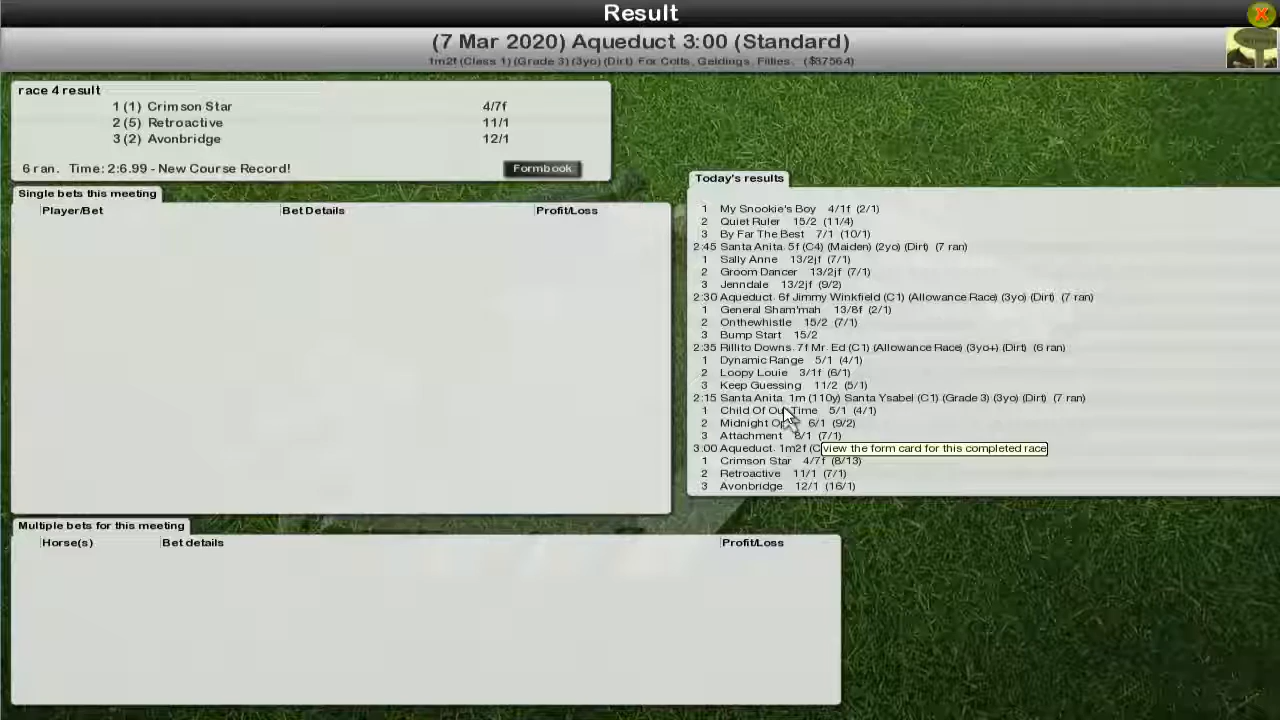 Result
(7 Mar 2020) Aqueduct 3:00 (Standard)
1m2f (Class 1) (Grade 3) (3yo) (Dirt) For Colts, Geldings, Fillies. ($37564)
race 4 result
1 (1) Crimson Star 4/7f
2 (5) Retroactive 11/1
3 (2) Avonbridge 12/1
6 ran. Time: 2:6.99 - New Course Record!
Formbook
Single bets this meeting
Player/Bet Bet Details Profit/Loss
Today's results
1 My Snookie's Boy 4/1f (2/1)
2 Quiet Ruler 15/2 (11/4)
3 By Far The Best 7/1 (10/1)
2:45 Santa Anita. 5f (C4) (Maiden) (2yo) (Dirt) (7 ran)
1 Sally Anne 13/2jf (7/1)
2 Groom Dancer 13/2jf (7/1)
3 Jenndale 13/2jf (9/2)
2:30 Aqueduct. 6f Jimmy Winkfield (C1) (Allowance Race) (3yo) (Dirt) (7 ran)
1 General Sham'mah 13/8f (2/1)
2 Onthewhistle 15/2 (7/1)
3 Bump Start 15/2
2:35 Rillito Downs. 7f Mr. Ed (C1) (Allowance Race) (3yo+) (Dirt) (6 ran)
1 Dynamic Range 5/1 (4/1)
2 Loopy Louie 3/1f (6/1)
3 Keep Guessing 11/2 (5/1)
2:15 Santa Anita. 1m (110y) Santa Ysabel (C1) (Grade 3) (3yo) (Dirt) (7 ran)
1 Child Of Our Time 5/1 (4/1)
2 Midnight 6/1 (9/2)
3 Attachment 8/1 (7/1)
3:00 Aqueduct. 1m2f (C
view the form card for this completed race
1 Crimson Star 4/7f (8/13)
2 Retroactive 11/1 (7/1)
3 Avonbridge 12/1 (16/1)
Multiple bets for this meeting
Horse(s) Bet details Profit/Loss